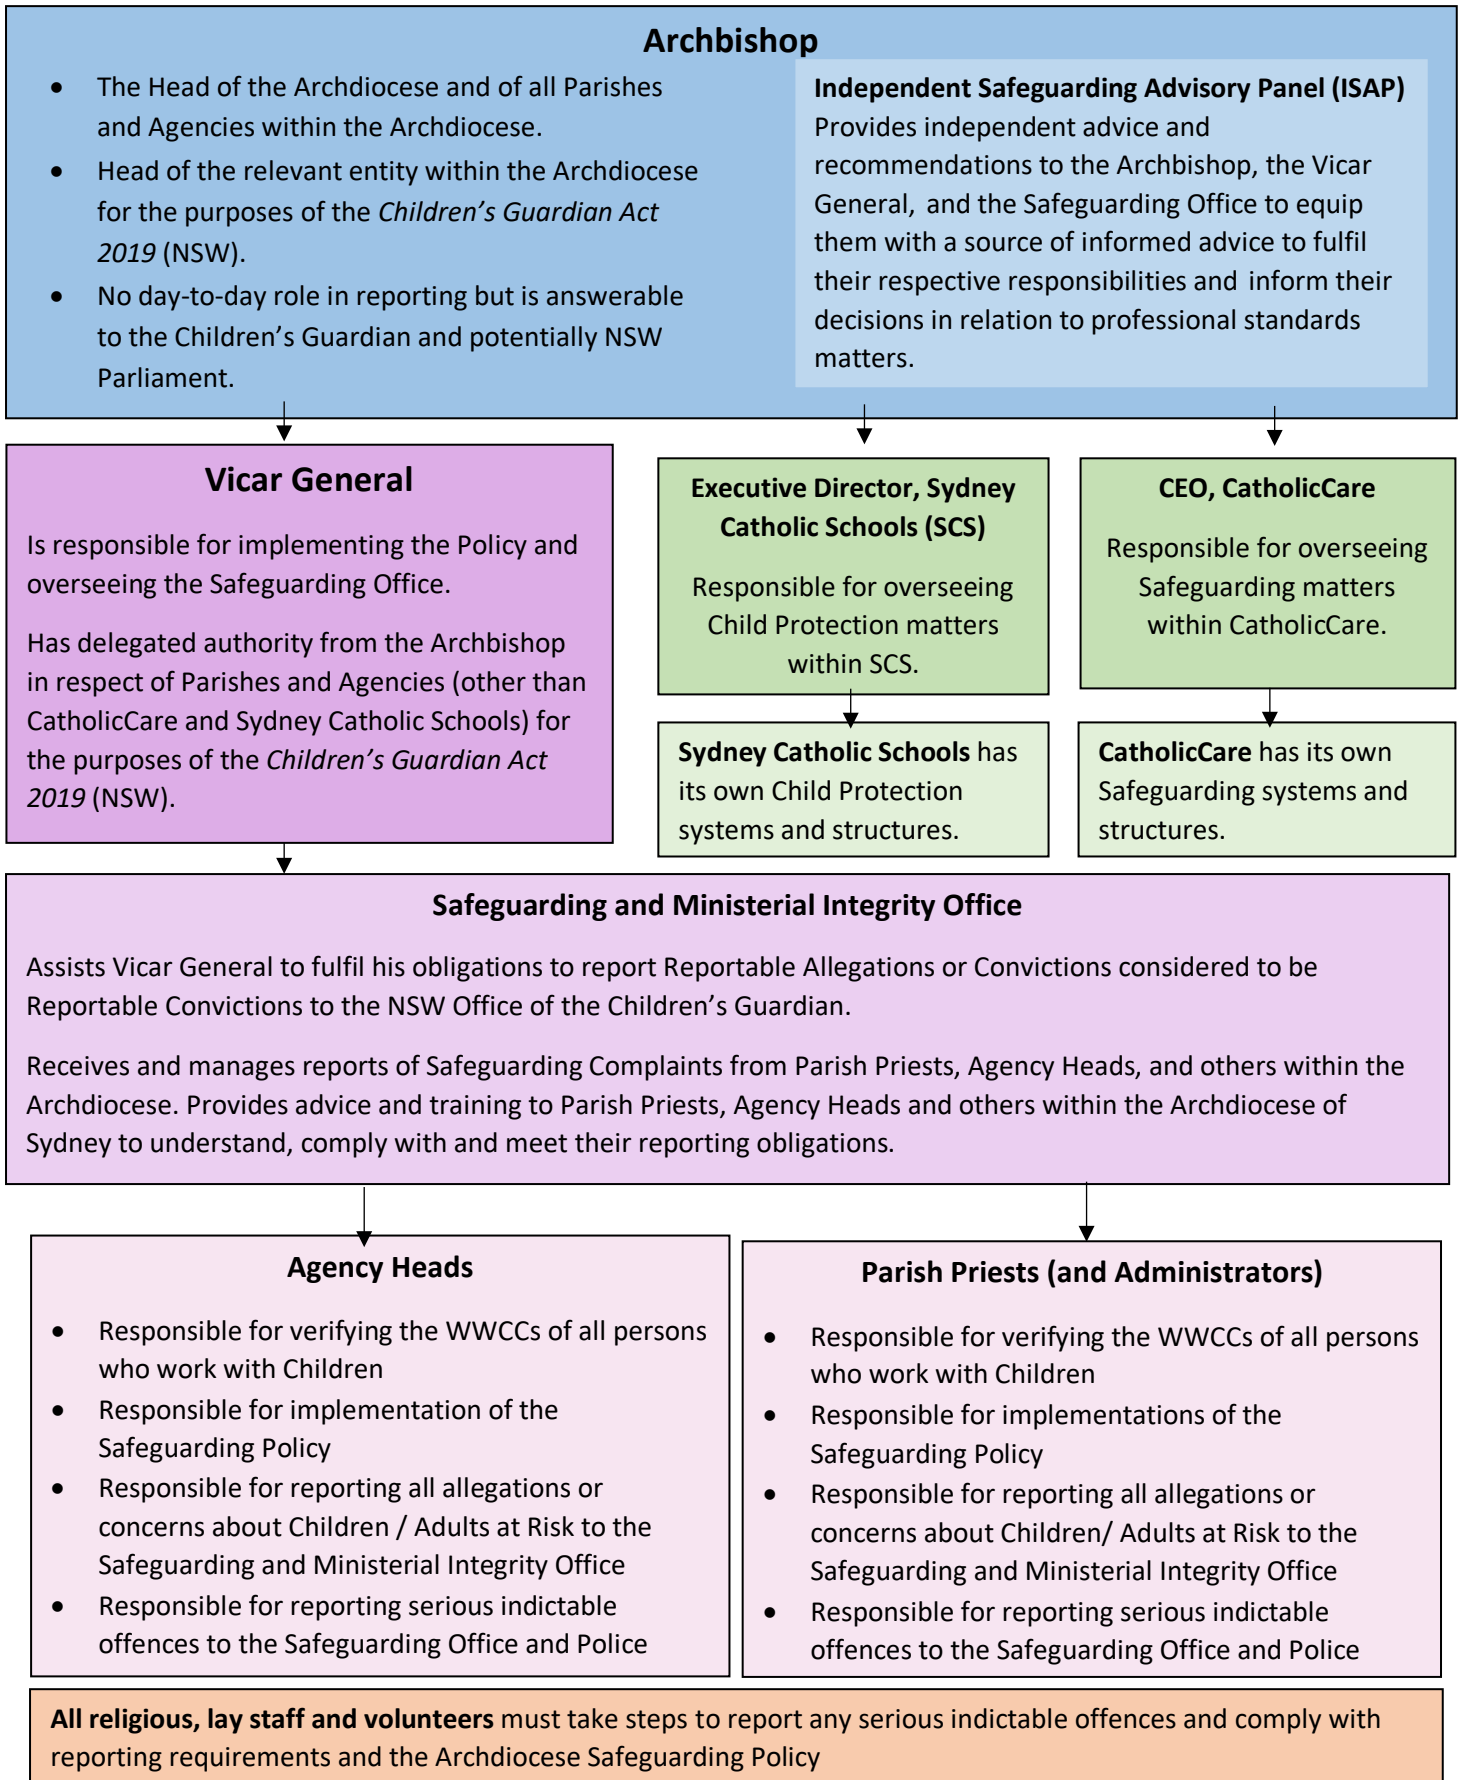 Archbishop
• The Head of the Archdiocese and of all Parishes
and Agencies within the Archdiocese.
• Head of the relevant entity within the Archdiocese
for the purposes of the Children’s Guardian Act
2019 (NSW).
• No day-to-day role in reporting but is answerable
to the Children’s Guardian and potentially NSW
Parliament.
Independent Safeguarding Advisory Panel (ISAP)
Provides independent advice and
recommendations to the Archbishop, the Vicar
General, and the Safeguarding Office to equip
them with a source of informed advice to fulfil
their respective responsibilities and inform their
decisions in relation to professional standards
matters.
Vicar General
Is responsible for implementing the Policy and
overseeing the Safeguarding Office.
Has delegated authority from the Archbishop
in respect of Parishes and Agencies (other than
CatholicCare and Sydney Catholic Schools) for
the purposes of the Children’s Guardian Act
2019 (NSW).
Executive Director, Sydney
Catholic Schools (SCS)
Responsible for overseeing
Child Protection matters
within SCS.
CEO, CatholicCare
Responsible for overseeing
Safeguarding matters
within CatholicCare.
Sydney Catholic Schools has
its own Child Protection
systems and structures.
CatholicCare has its own
Safeguarding systems and
structures.
Safeguarding and Ministerial Integrity Office
Assists Vicar General to fulfil his obligations to report Reportable Allegations or Convictions considered to be
Reportable Convictions to the NSW Office of the Children’s Guardian.
Receives and manages reports of Safeguarding Complaints from Parish Priests, Agency Heads, and others within the
Archdiocese. Provides advice and training to Parish Priests, Agency Heads and others within the Archdiocese of
Sydney to understand, comply with and meet their reporting obligations.
Agency Heads
• Responsible for verifying the WWCCs of all persons
who work with Children
• Responsible for implementation of the
Safeguarding Policy
• Responsible for reporting all allegations or
concerns about Children / Adults at Risk to the
Safeguarding and Ministerial Integrity Office
• Responsible for reporting serious indictable
offences to the Safeguarding Office and Police
Parish Priests (and Administrators)
• Responsible for verifying the WWCCs of all persons
who work with Children
• Responsible for implementations of the
Safeguarding Policy
• Responsible for reporting all allegations or
concerns about Children/ Adults at Risk to the
Safeguarding and Ministerial Integrity Office
• Responsible for reporting serious indictable
offences to the Safeguarding Office and Police
All religious, lay staff and volunteers must take steps to report any serious indictable offences and comply with
reporting requirements and the Archdiocese Safeguarding Policy